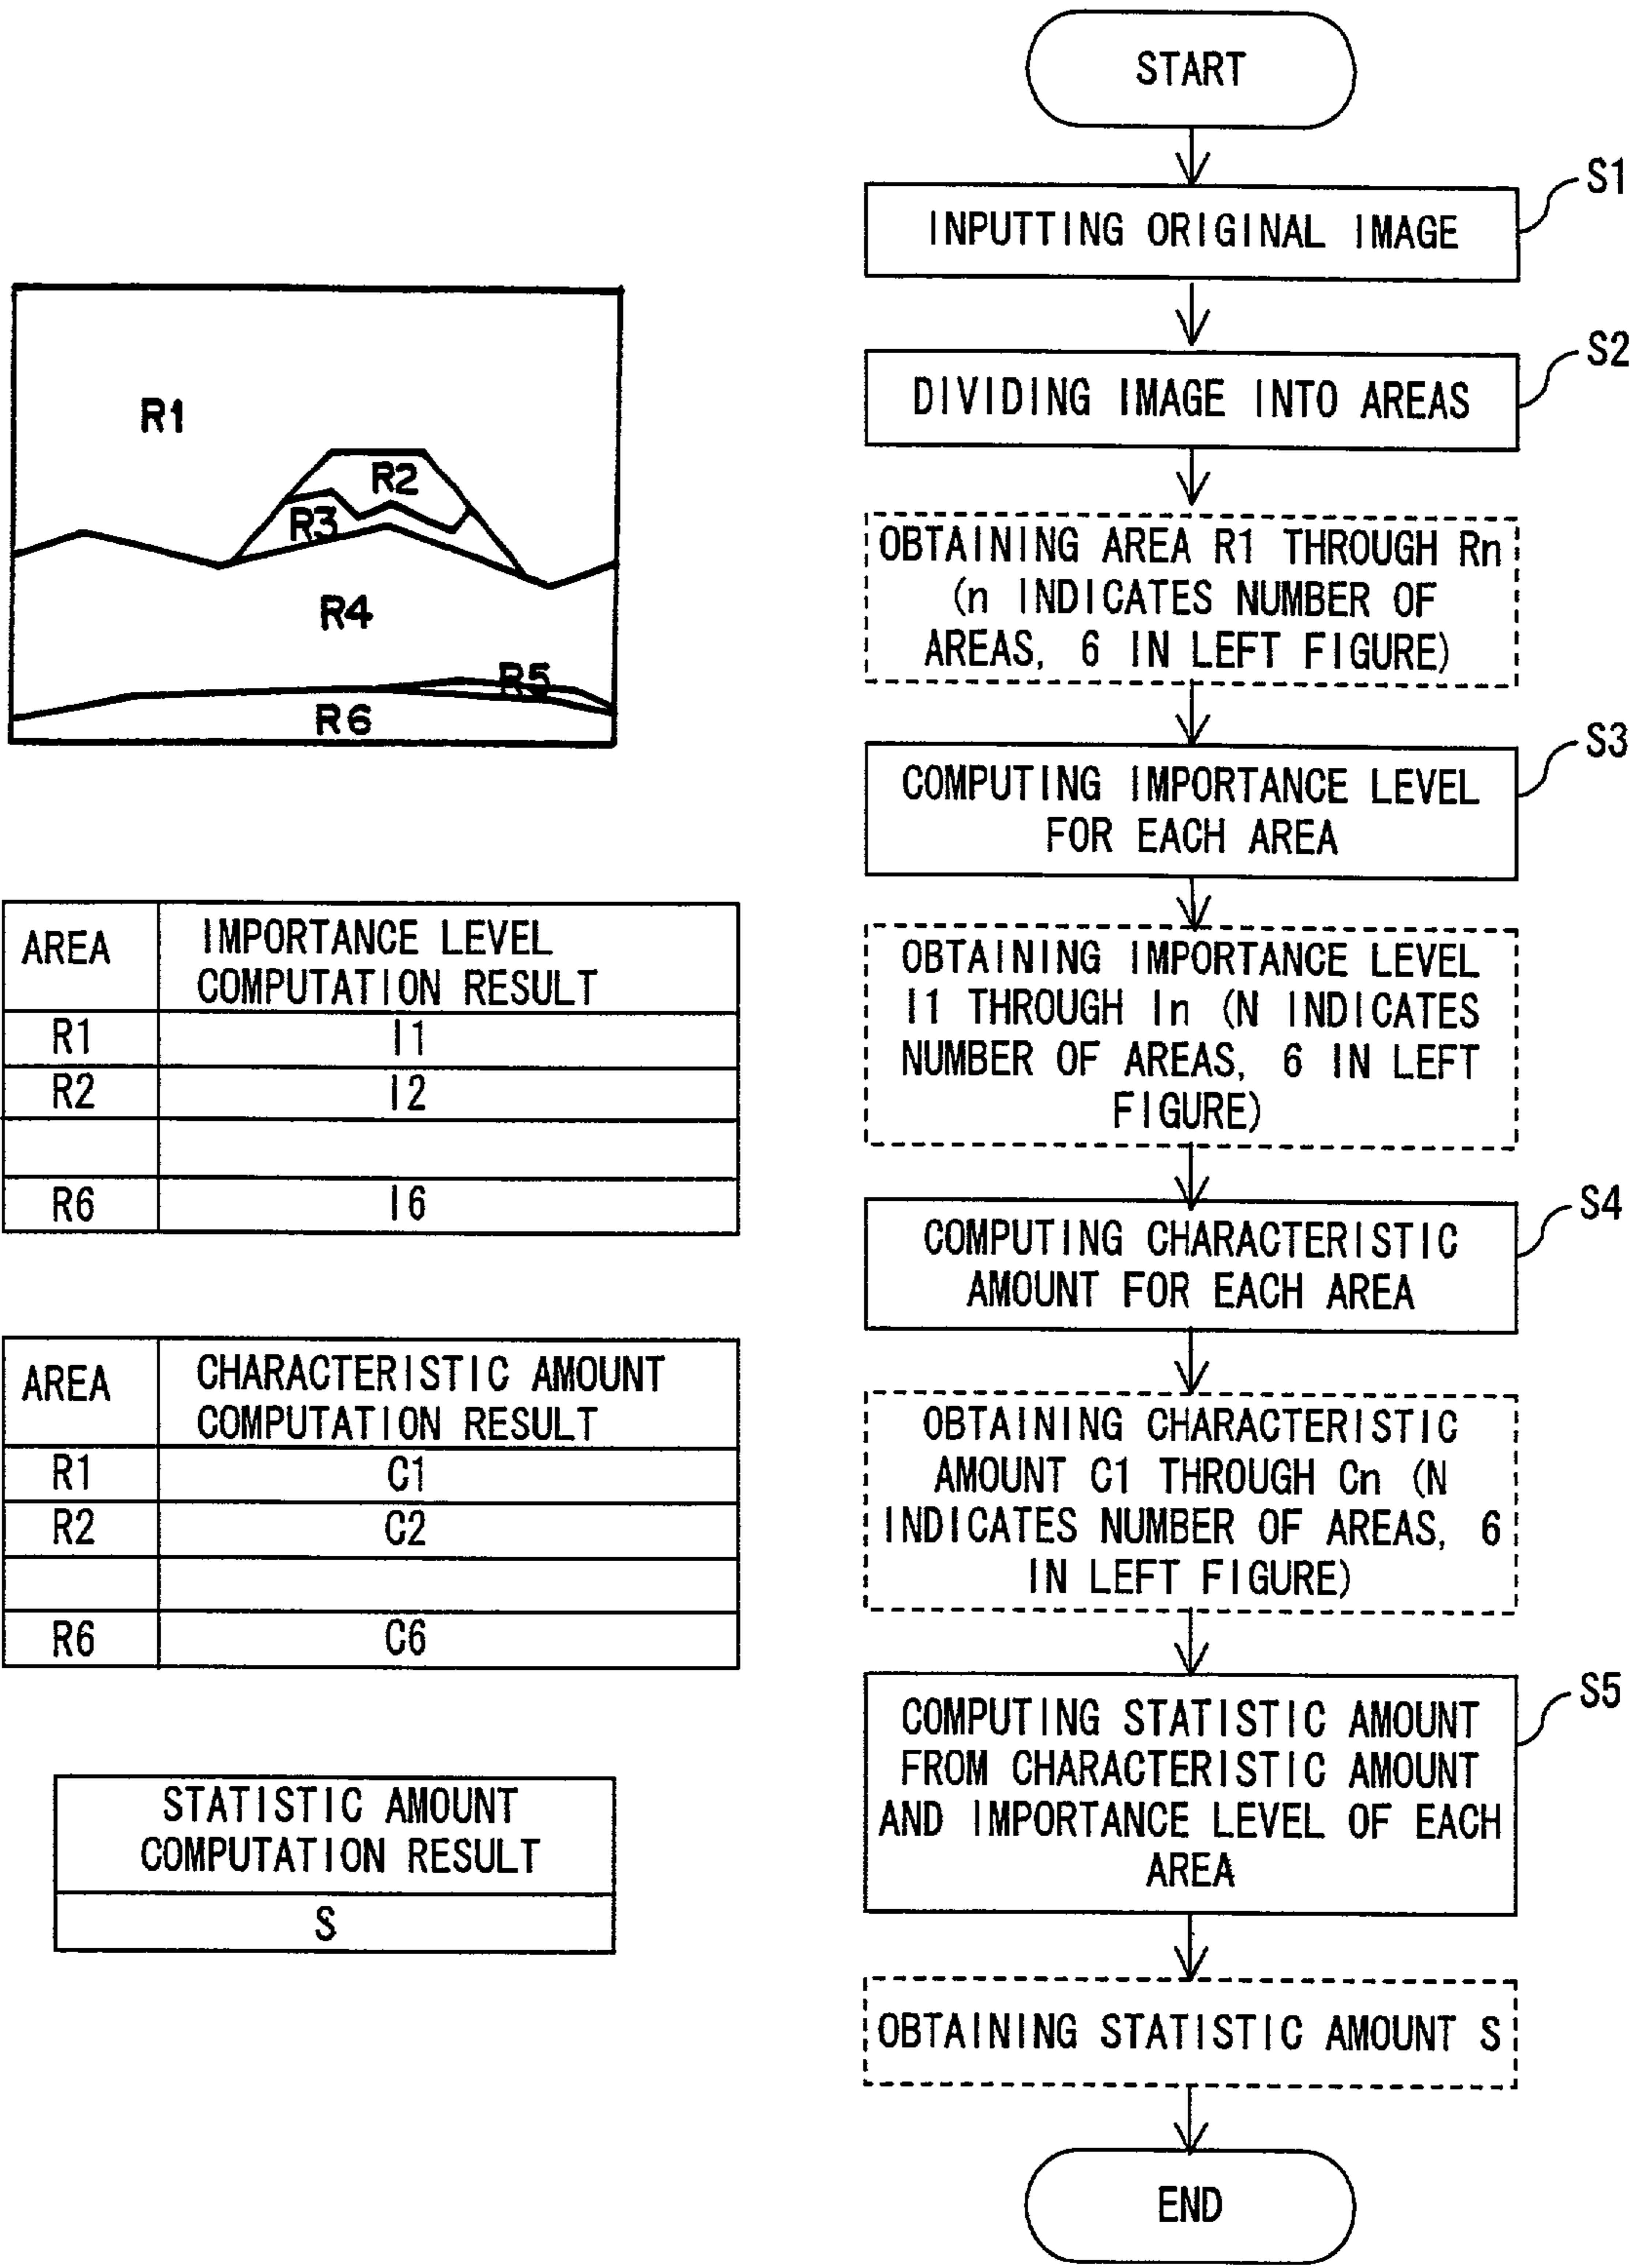 START
S1
INPUTTING ORIGINAL IMAGE
S2
DIVIDING IMAGE INTO AREAS
OBTAINING AREA R1 THROUGH Rn
(n INDICATES NUMBER OF
AREAS, 6 IN LEFT FIGURE)
S3
COMPUTING IMPORTANCE LEVEL
FOR EACH AREA
OBTAINING IMPORTANCE LEVEL
I1 THROUGH In (N INDICATES
NUMBER OF AREAS, 6 IN LEFT
FIGURE)
S4
COMPUTING CHARACTERISTIC
AMOUNT FOR EACH AREA
OBTAINING CHARACTERISTIC
AMOUNT C1 THROUGH Cn (N
INDICATES NUMBER OF AREAS, 6
IN LEFT FIGURE)
S5
COMPUTING STATISTIC AMOUNT
FROM CHARACTERISTIC AMOUNT
AND IMPORTANCE LEVEL OF EACH
AREA
OBTAINING STATISTIC AMOUNT S
END
R1
R2
R3
R4
R5
R6
AREA IMPORTANCE LEVEL
COMPUTATION RESULT
R1 I1
R2 I2
R6 I6
AREA CHARACTERISTIC AMOUNT
COMPUTATION RESULT
R1 C1
R2 C2
R6 C6
STATISTIC AMOUNT
COMPUTATION RESULT
S